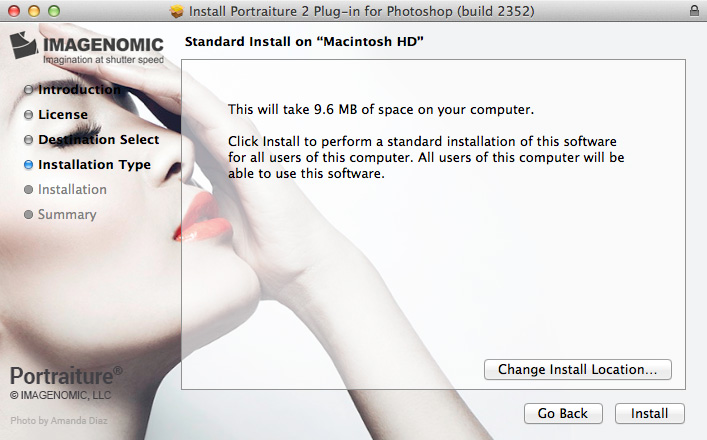 Install Portraiture 2 Plug-in for Photoshop (build 2352)
IMAGENOMIC
Imagination at shutter speed
Standard Install on “Macintosh HD”
Introduction
License
Destination Select
Installation Type
Installation
Summary
This will take 9.6 MB of space on your computer.
Click Install to perform a standard installation of this software
for all users of this computer. All users of this computer will be
able to use this software.
Change Install Location...
Portraiture®
© IMAGENOMIC, LLC
Photo by Amanda Diaz
Go Back
Install